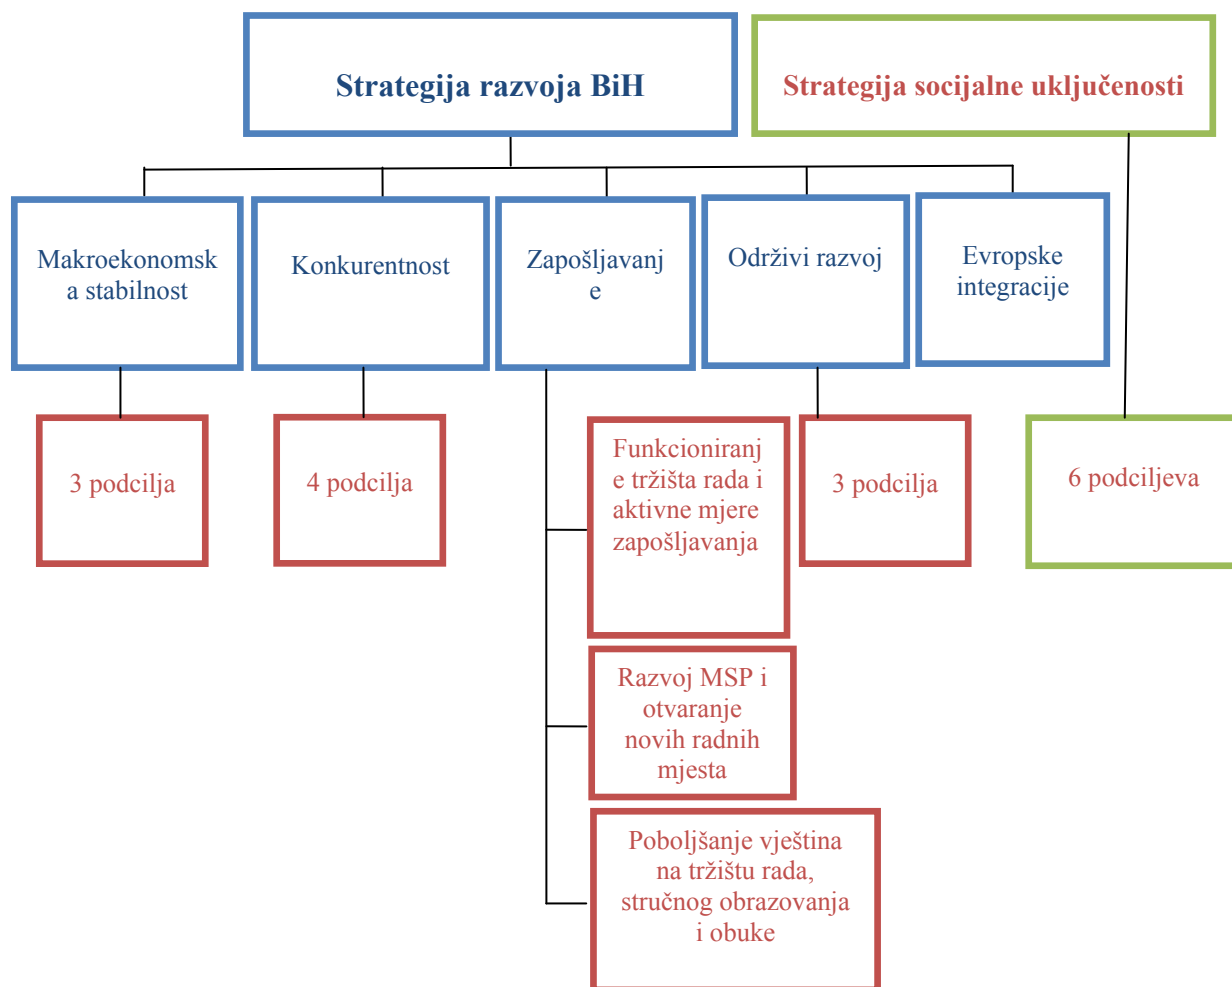 Strategija razvoja BiH
Strategija socijalne uključenosti
Makroekonomsk
a stabilnost
Konkurentnost
Zapošljavanj
e
Održivi razvoj
Evropske
integracije
3 podcilja
4 podcilja
Funkcioniranj
e tržišta rada i
aktivne mjere
zapošljavanja
3 podcilja
6 podciljeva
Razvoj MSP i
otvaranje
novih radnih
mjesta
Poboljšanje vještina
na tržištu rada,
stručnog obrazovanja
i obuke